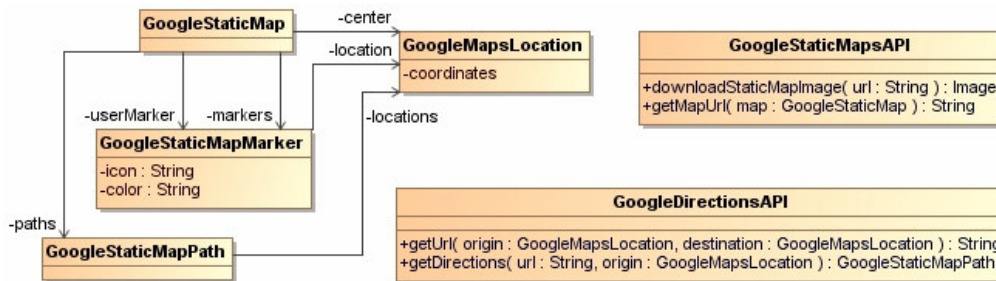 GoogleStaticMap
-center
-location
GoogleMapsLocation
-coordinates
-userMarker
-markers
-locations
GoogleStaticMapMarker
-icon : String
-color : String
-paths
GoogleStaticMapPath
GoogleStaticMapsAPI
+downloadStaticMapImage( url : String ) : Image
+getMapUrl( map : GoogleStaticMap ) : String
GoogleDirectionsAPI
+getUrl( origin : GoogleMapsLocation, destination : GoogleMapsLocation ) : String
+getDirections( url : String, origin : GoogleMapsLocation ) : GoogleStaticMapPath